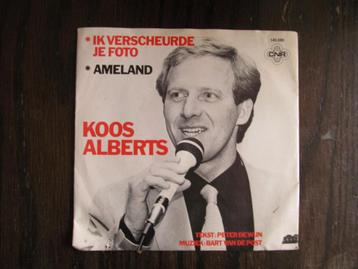 * IK VERSCHEURDE
JE FOTO
* AMELAND
CNR
KOOS
ALBERTS
TEKST: PETER DE WIJN
MUZIEK: BART VAN DE POST